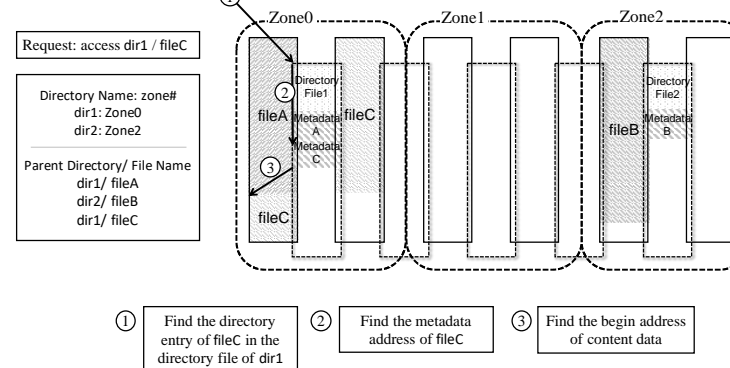 Zone0
Zone1
Zone2
1
Request: access dir1 / fileC
Directory Name: zone#
dir1: Zone0
dir2: Zone2
Parent Directory/ File Name
dir1/ fileA
dir2/ fileB
dir1/ fileC
2
3
fileA
fileC
Directory
File1
Metadata
A
Metadata
C
fileC
fileB
Directory
File2
Metadata
B
1
Find the directory
entry of fileC in the
directory file of dir1
2
Find the metadata
address of fileC
3
Find the begin address
of content data